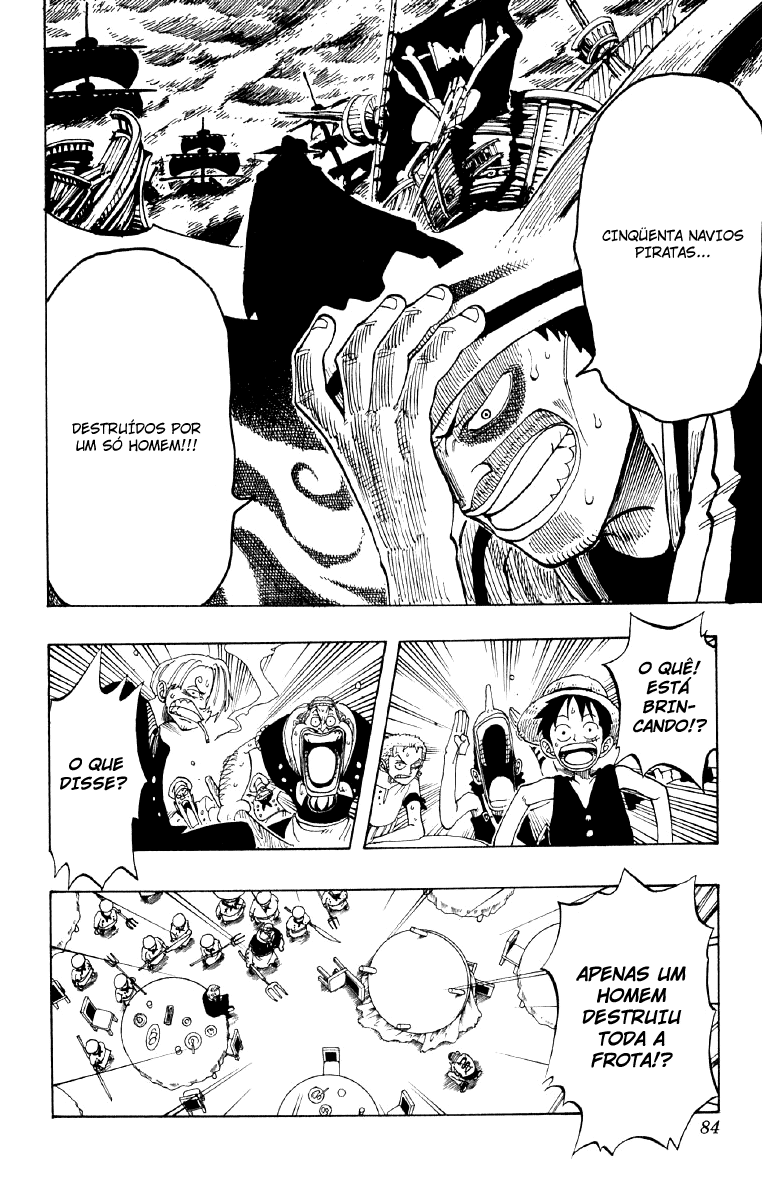 CINQÜENTA NAVIOS
PIRATAS...
DESTRUÍDOS POR
UM SÓ HOMEM!!!
O QUÊ!
ESTÁ
BRIN-
CANDO!?
O QUE
DISSE?
APENAS UM
HOMEM
DESTRUIU
TODA A
FROTA!?
84